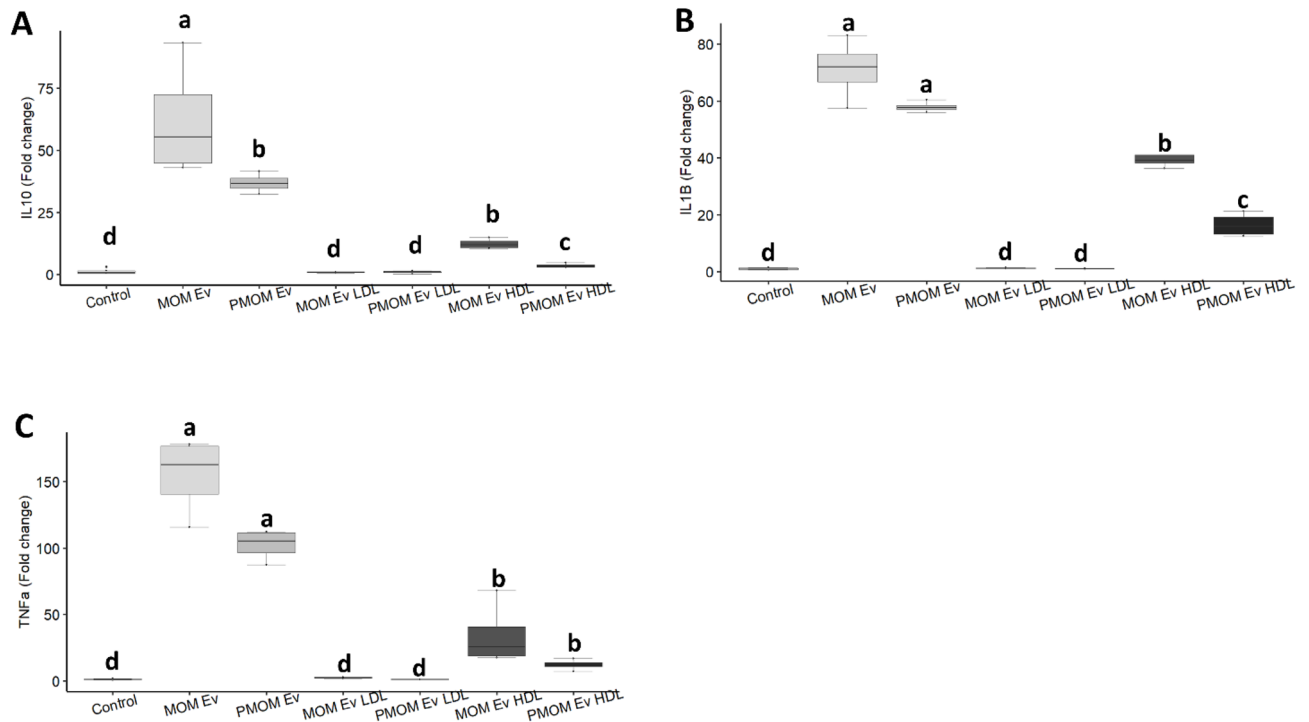 A
IL10 (Fold change)
75
50
25
0
d
a
b
d
d
b
c
Control
MOM Ev
PMOM Ev
MOM Ev LDL
PMOM Ev LDL
MOM Ev HDL
PMOM Ev HDL
B
IL1B (Fold change)
80
60
40
20
0
d
a
a
d
d
b
c
Control
MOM Ev
PMOM Ev
MOM Ev LDL
PMOM Ev LDL
MOM Ev HDL
PMOM Ev HDL
C
TNFa (Fold change)
150
100
50
0
d
a
a
d
d
b
b
Control
MOM Ev
PMOM Ev
MOM Ev LDL
PMOM Ev LDL
MOM Ev HDL
PMOM Ev HDL